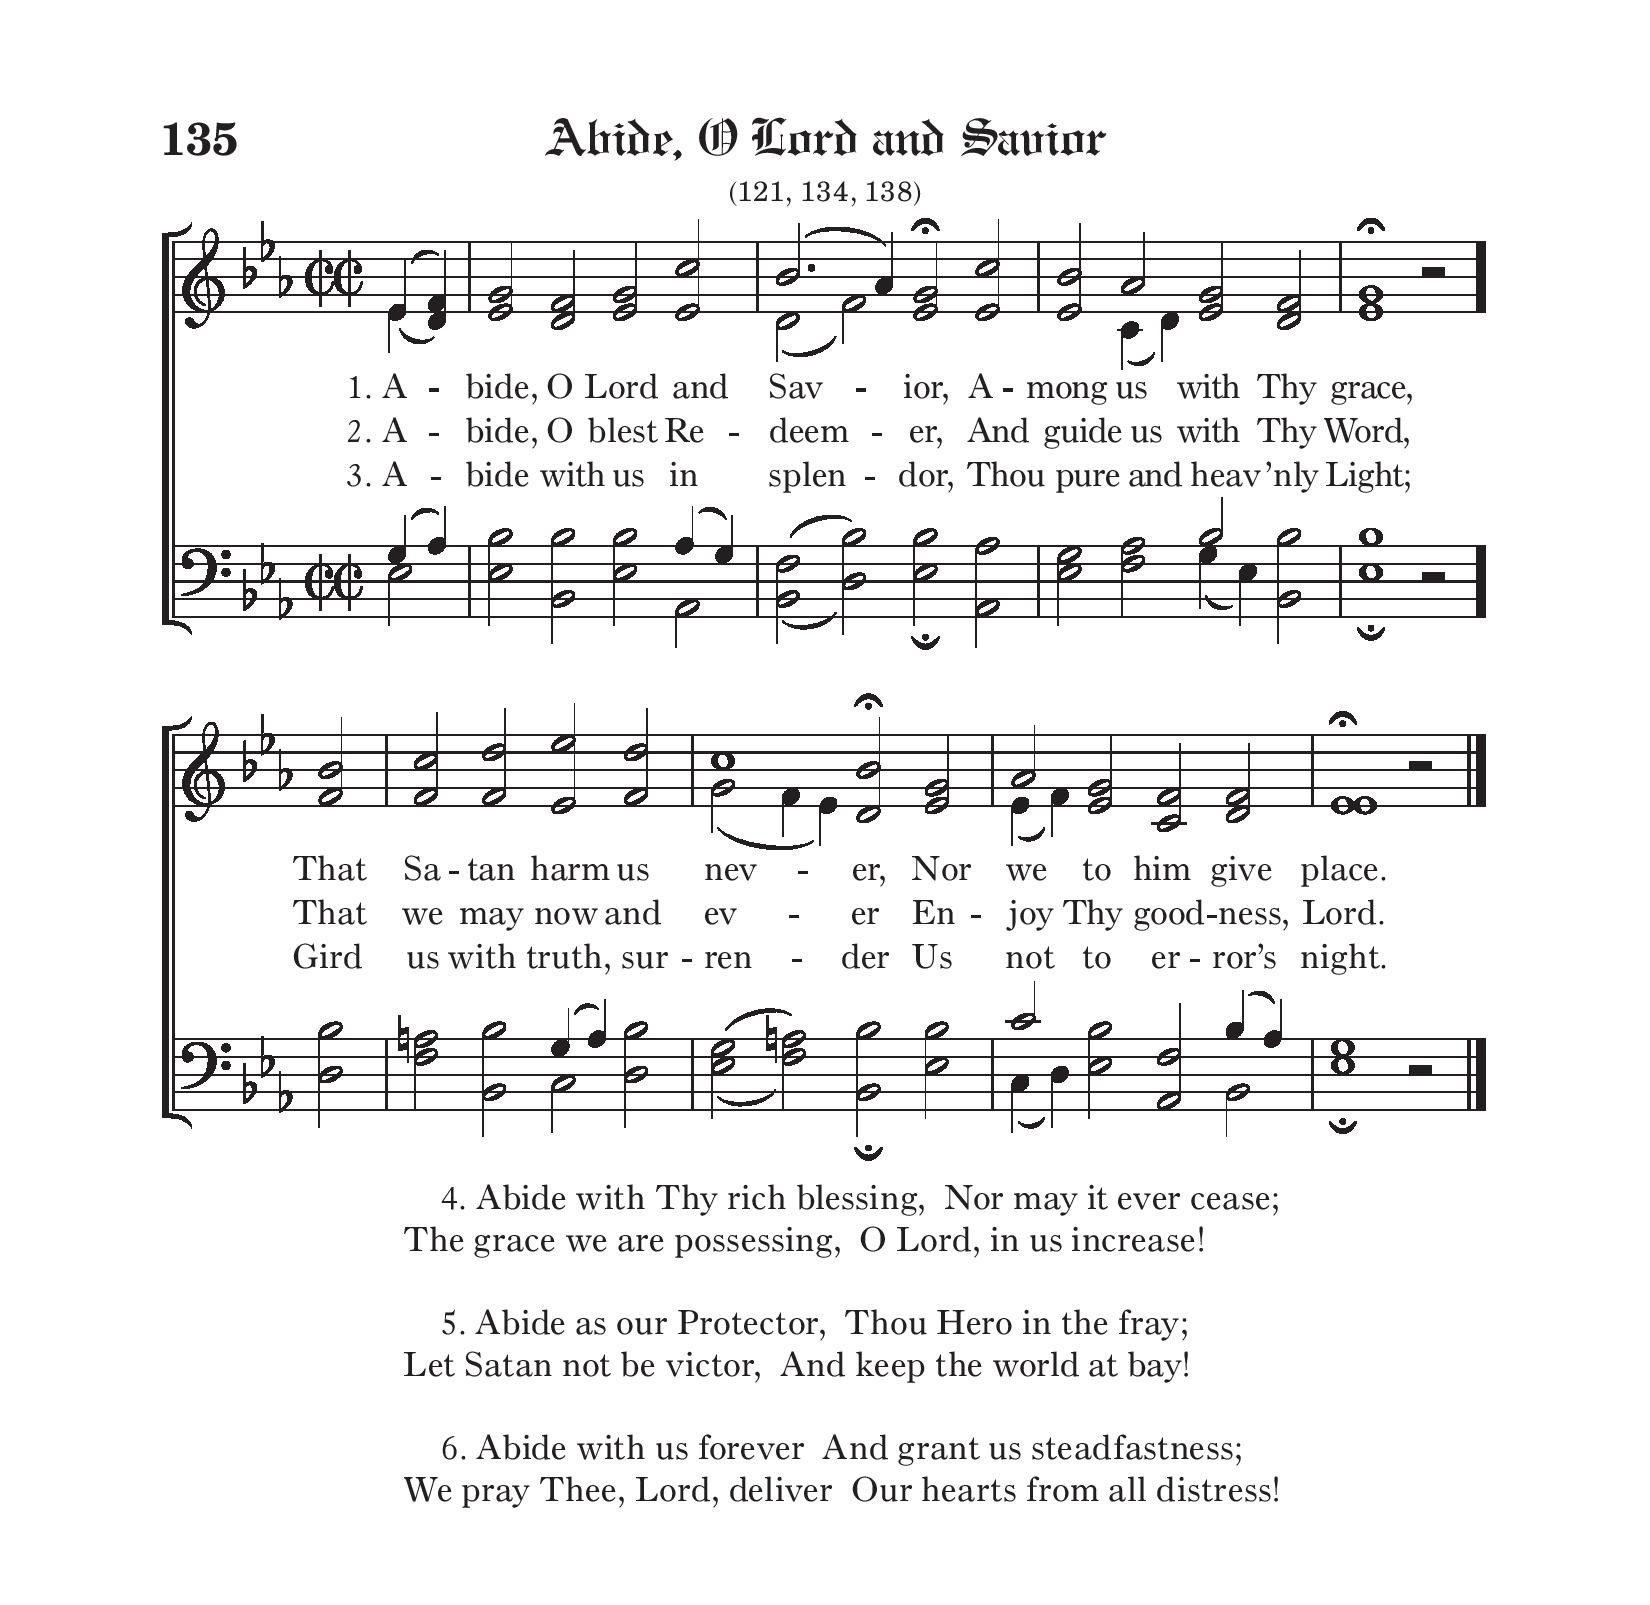 135 Abide, O Lord and Savior
(121, 134, 138)
1. A - bide, O Lord and Sav - ior, A - mong us with Thy grace,
2. A - bide, O blest Re - deem - er, And guide us with Thy Word,
3. A - bide with us in splen - dor, Thou pure and heav'nly Light;
That Sa - tan harm us nev - er, Nor we to him give place.
That we may now and ev - er En - joy Thy good-ness, Lord.
Gird us with truth, sur - ren - der Us not to er - ror's night.
4. Abide with Thy rich blessing, Nor may it ever cease;
The grace we are possessing, O Lord, in us increase!
5. Abide as our Protector, Thou Hero in the fray;
Let Satan not be victor, And keep the world at bay!
6. Abide with us forever And grant us steadfastness;
We pray Thee, Lord, deliver Our hearts from all distress!